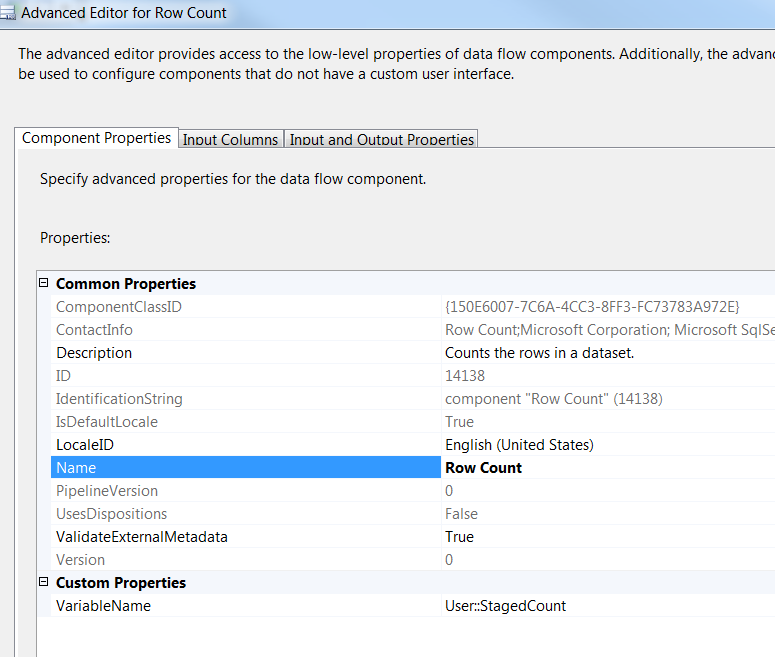 Advanced Editor for Row Count
The advanced editor provides access to the low-level properties of data flow components. Additionally, the advanc
be used to configure components that do not have a custom user interface.
Component Properties Input Columns Input and Output Properties
Specify advanced properties for the data flow component.
Properties:
Common Properties
ComponentClassID {150E6007-7C6A-4CC3-8FF3-FC73783A972E}
ContactInfo Row Count;Microsoft Corporation; Microsoft SqlSe
Description Counts the rows in a dataset.
ID 14138
IdentificationString component "Row Count" (14138)
IsDefaultLocale True
LocaleID English (United States)
Name Row Count
PipelineVersion 0
UsesDispositions False
ValidateExternalMetadata True
Version 0
Custom Properties
VariableName User::StagedCount